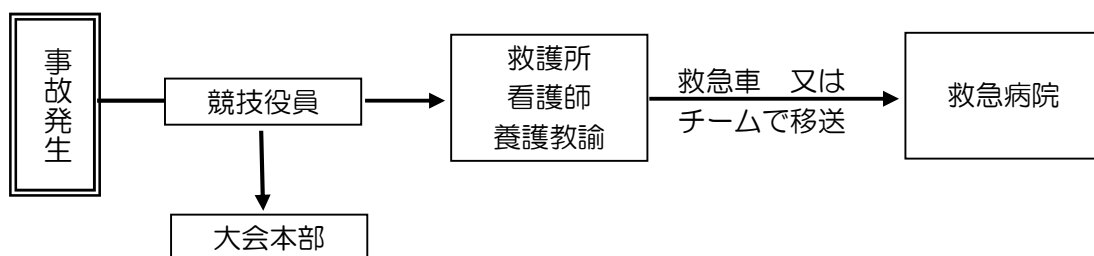 事故発生
競技役員
大会本部
救護所
看護師
養護教諭
救急車　又は
チームで移送
救急病院